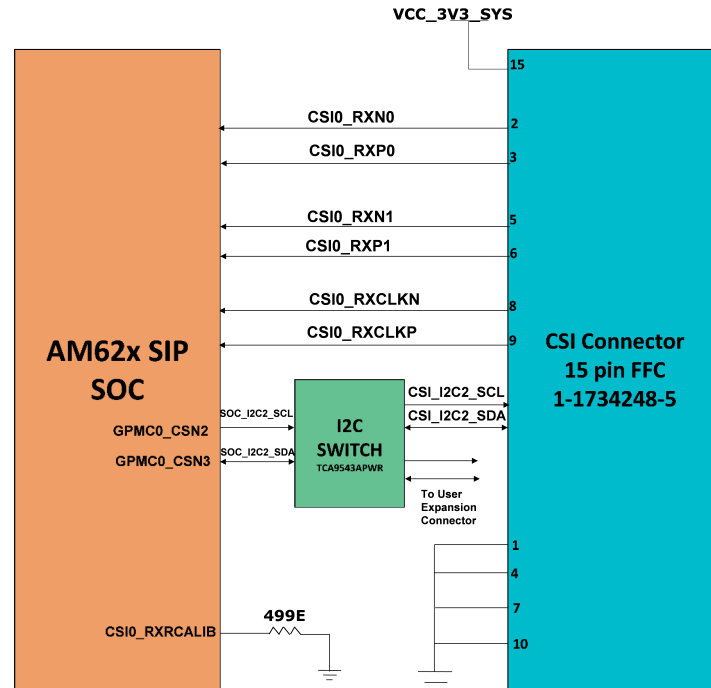 VCC_3V3_SYS
15
CSI0_RXN0
2
CSI0_RXP0
3
CSI0_RXN1
5
CSI0_RXP1
6
CSI0_RXCLKN
8
CSI0_RXCLKP
9
AM62x SIP
SOC
CSI Connector
15 pin FFC
1-1734248-5
CSI_I2C2_SCL
CSI_I2C2_SDA
SOC_I2C2_SCL
GPMC0_CSN2
SOC_I2C2_SDA
GPMC0_CSN3
I2C
SWITCH
TCA9543APWR
To User
Expansion
Connector
1
4
7
10
499E
CSI0_RXRCALIB